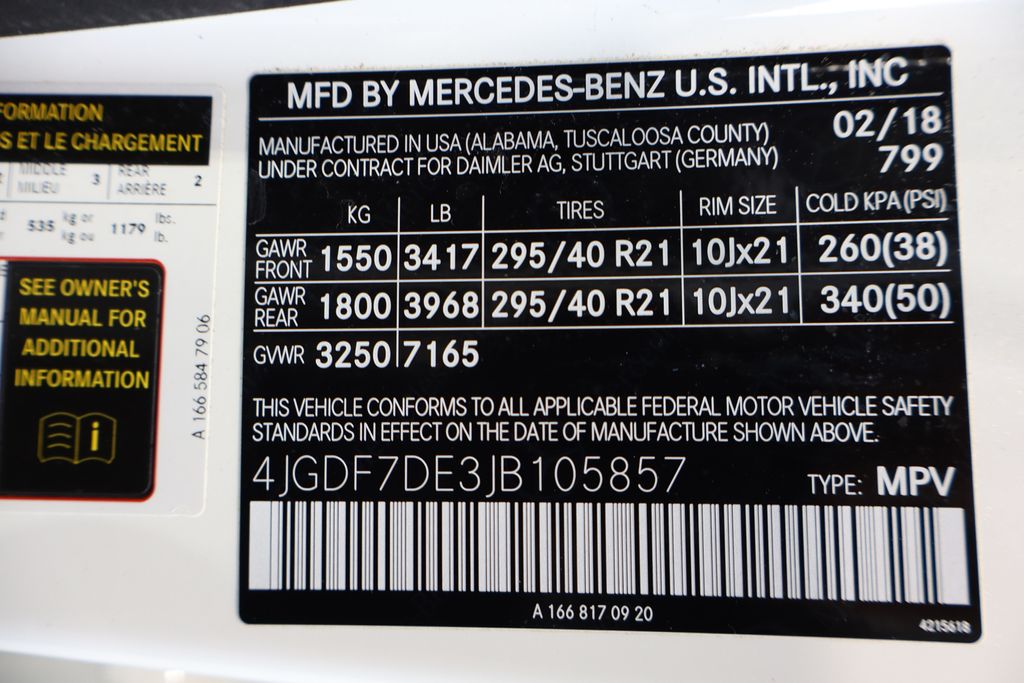 FORMATION
S ET LE CHARGEMENT
MIDDLE
MILIEU 3
REAR
ARRIÈRE 2
535 kg or
kg ou 1179 lbs.
lb.
SEE OWNER'S
MANUAL FOR
ADDITIONAL
INFORMATION
i
A 166 584 79 06
MFD BY MERCEDES-BENZ U.S. INTL., INC
MANUFACTURED IN USA (ALABAMA, TUSCALOOSA COUNTY) 02/18
UNDER CONTRACT FOR DAIMLER AG, STUTTGART (GERMANY) 799
KG LB TIRES RIM SIZE COLD KPA (PSI)
GAWR FRONT 1550 3417 295/40 R21 10Jx21 260(38)
GAWR REAR 1800 3968 295/40 R21 10Jx21 340(50)
GVWR 3250 7165
THIS VEHICLE CONFORMS TO ALL APPLICABLE FEDERAL MOTOR VEHICLE SAFETY
STANDARDS IN EFFECT ON THE DATE OF MANUFACTURE SHOWN ABOVE.
4JGDF7DE3JB105857 TYPE: MPV
A 166 817 09 20
4215618